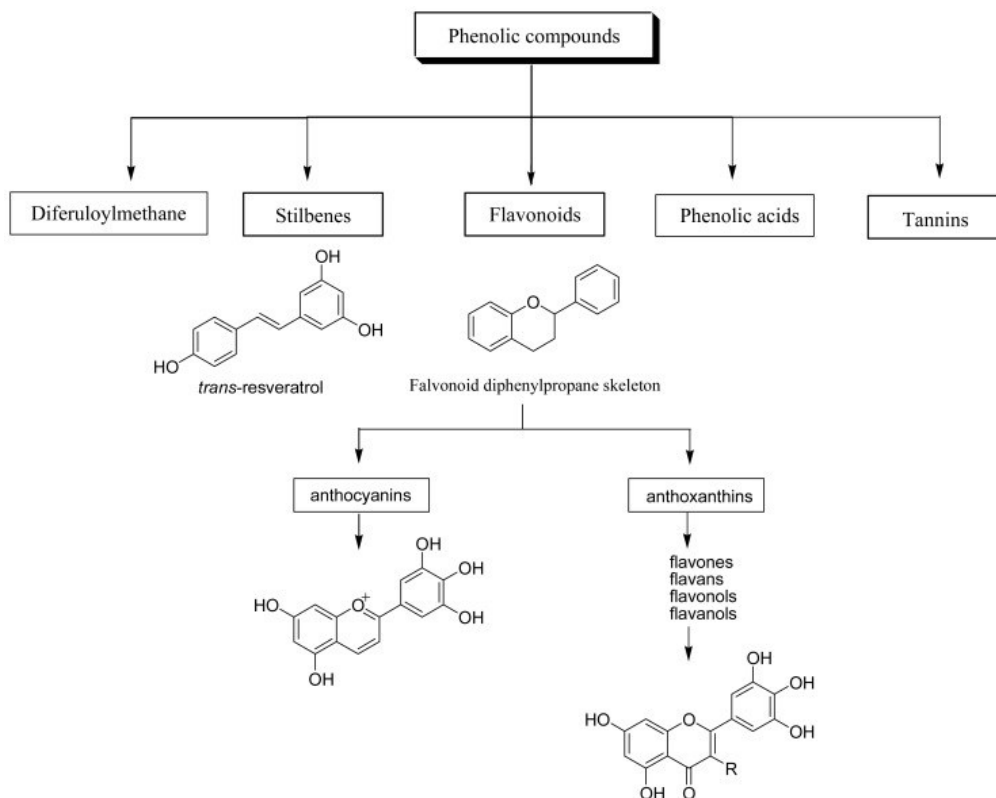 Phenolic compounds
Diferuloylmethane
Stilbenes
Flavonoids
Phenolic acids
Tannins
OH
OH
HO
trans-resveratrol
O
Falvonoid diphenylpropane skeleton
anthocyanins
anthoxanthins
flavones
flavans
flavonols
flavanols
OH
OH
OH
HO
O+
OH
OH
OH
OH
HO
O
R
OH
O